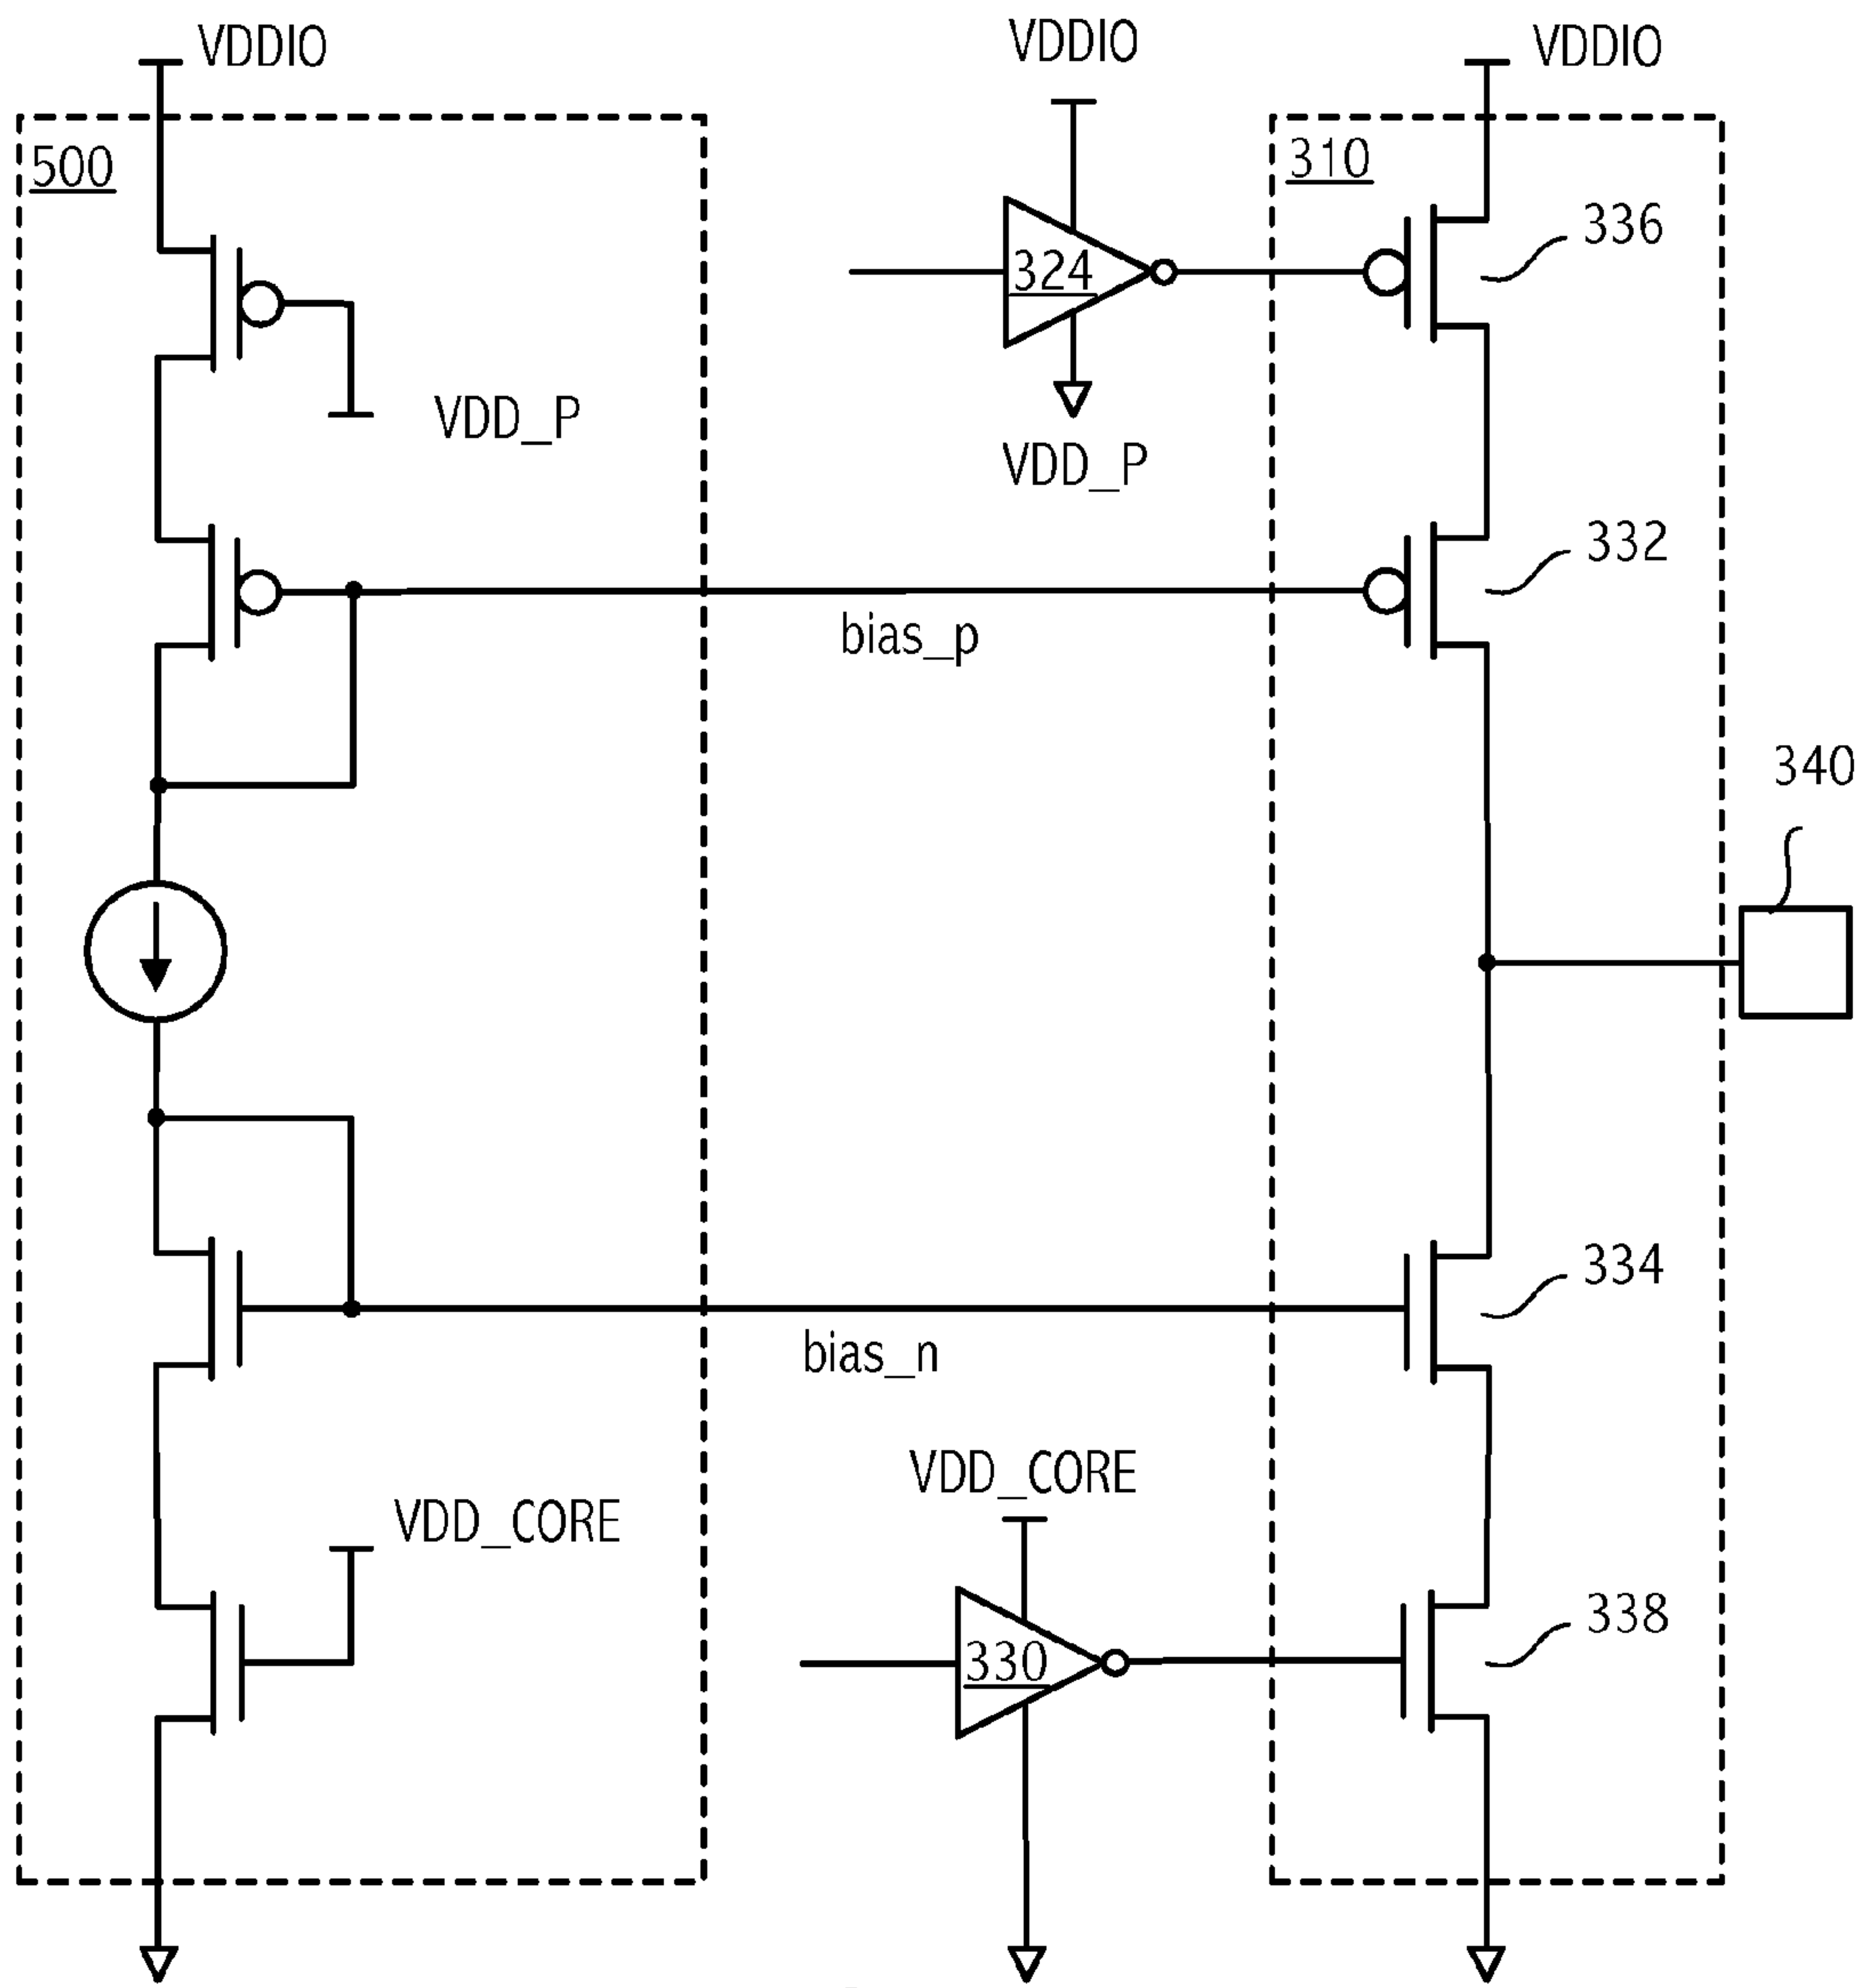 VDDIO
VDDIO
VDDIO
500
310
336
324
VDD_P
VDD_P
332
bias_p
340
334
bias_n
VDD_CORE
VDD_CORE
338
330